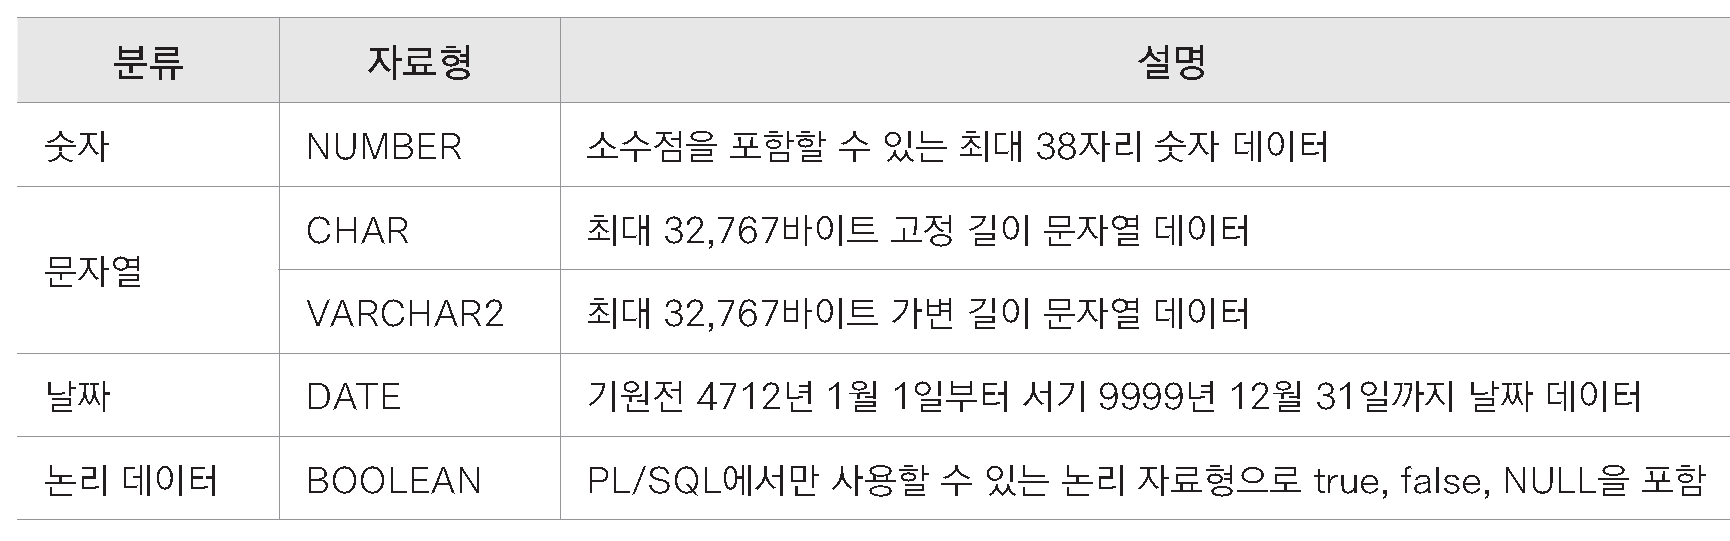 분류 자료형 설명
숫자 NUMBER 소수점을 포함할 수 있는 최대 38자리 숫자 데이터
문자열 CHAR 최대 32,767바이트 고정 길이 문자열 데이터
VARCHAR2 최대 32,767바이트 가변 길이 문자열 데이터
날짜 DATE 기원전 4712년 1월 1일부터 서기 9999년 12월 31일까지 날짜 데이터
논리 데이터 BOOLEAN PL/SQL에서만 사용할 수 있는 논리 자료형으로 true, false, NULL을 포함